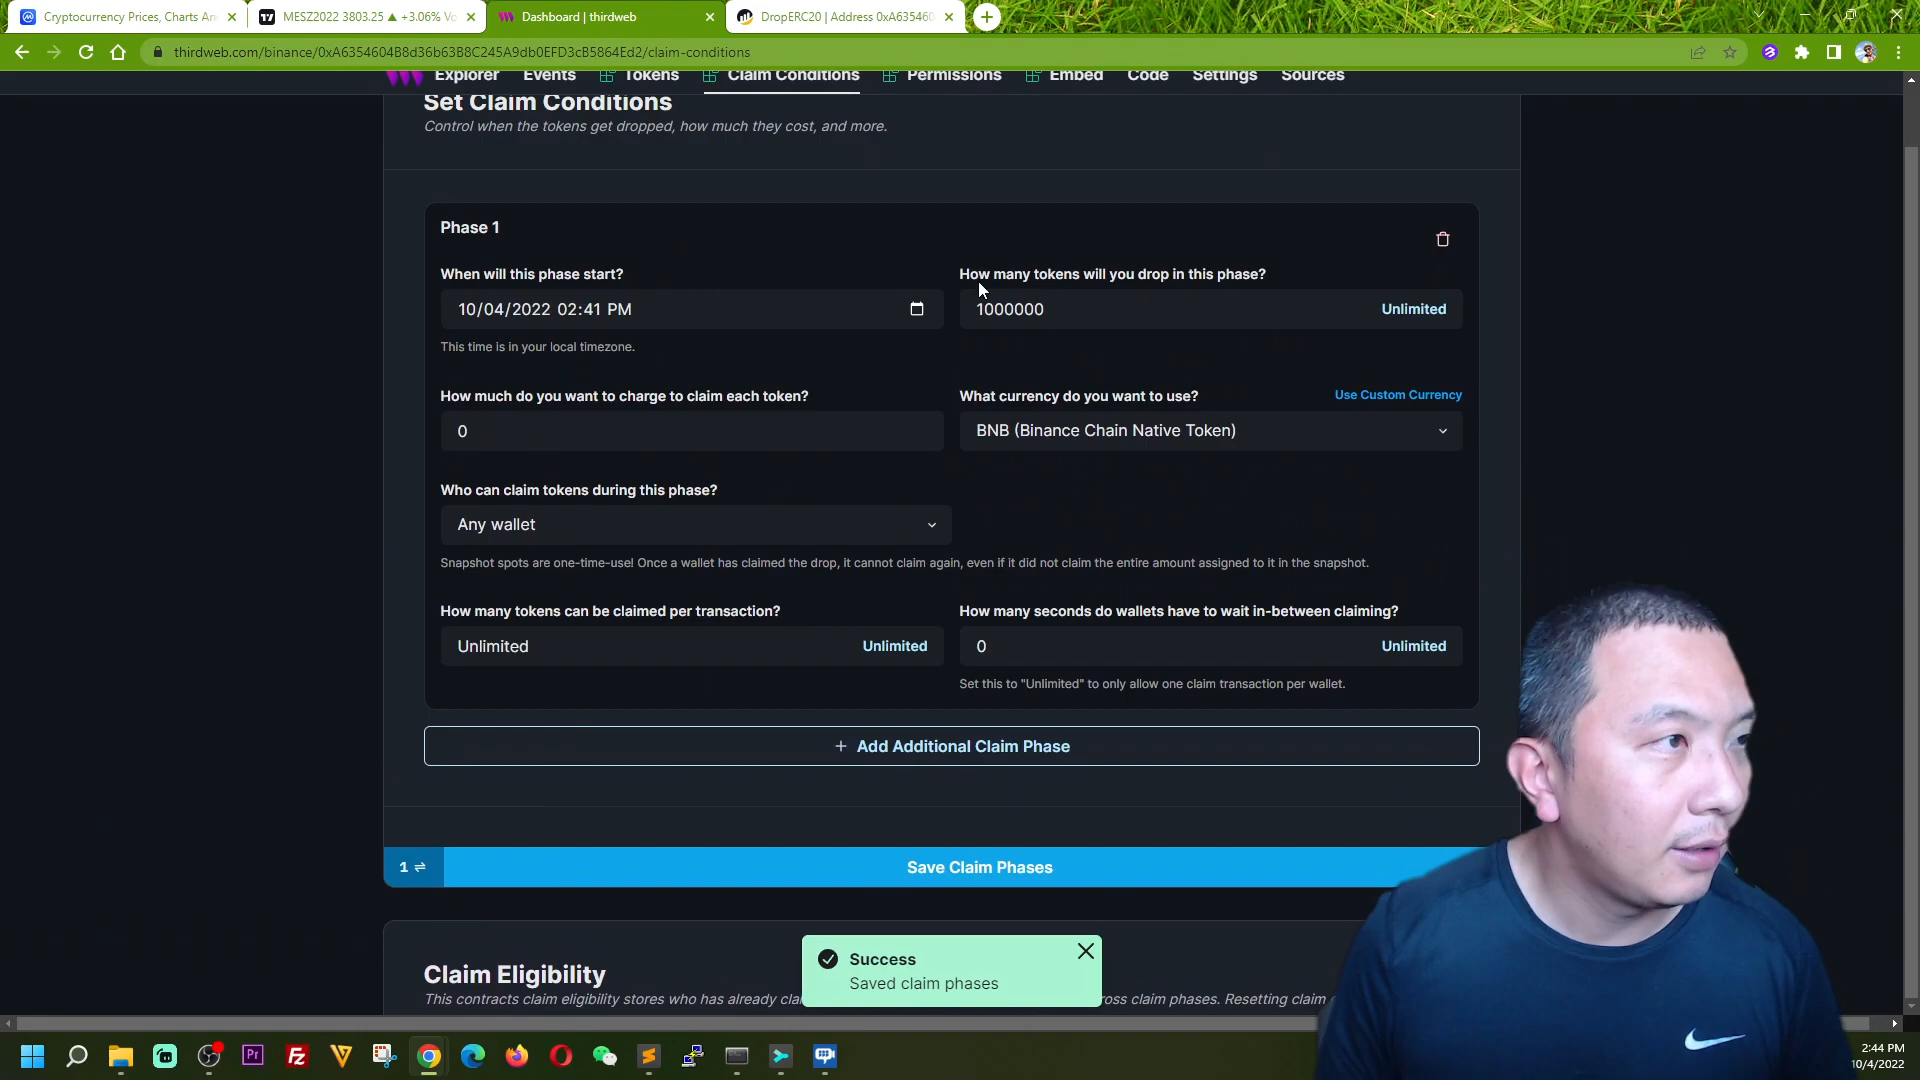 Cryptocurrency Prices, Charts An
MESZ2022 3803.25 ▲ +3.06% Vo
Dashboard | thirdweb
DropERC20 | Address 0xA635460
thirdweb.com/binance/0xA6354604B8d36b63B8C245A9db0EFD3cB5864Ed2/claim-conditions
Explorer Events Tokens Claim Conditions Permissions Embed Code Settings Sources
Set Claim Conditions
Control when the tokens get dropped, how much they cost, and more.
Phase 1
When will this phase start?
10/04/2022 02:41 PM
This time is in your local timezone.
How many tokens will you drop in this phase?
1000000 Unlimited
How much do you want to charge to claim each token?
0
What currency do you want to use? Use Custom Currency
BNB (Binance Chain Native Token)
Who can claim tokens during this phase?
Any wallet
Snapshot spots are one-time-use! Once a wallet has claimed the drop, it cannot claim again, even if it did not claim the entire amount assigned to it in the snapshot.
How many tokens can be claimed per transaction?
Unlimited Unlimited
How many seconds do wallets have to wait in-between claiming?
0 Unlimited
Set this to "Unlimited" to only allow one claim transaction per wallet.
+ Add Additional Claim Phase
1 ⇌ Save Claim Phases
Claim Eligibility
This contracts claim eligibility stores who has already cla
ross claim phases. Resetting claim
Success
Saved claim phases
Pr
2:44 PM
10/4/2022